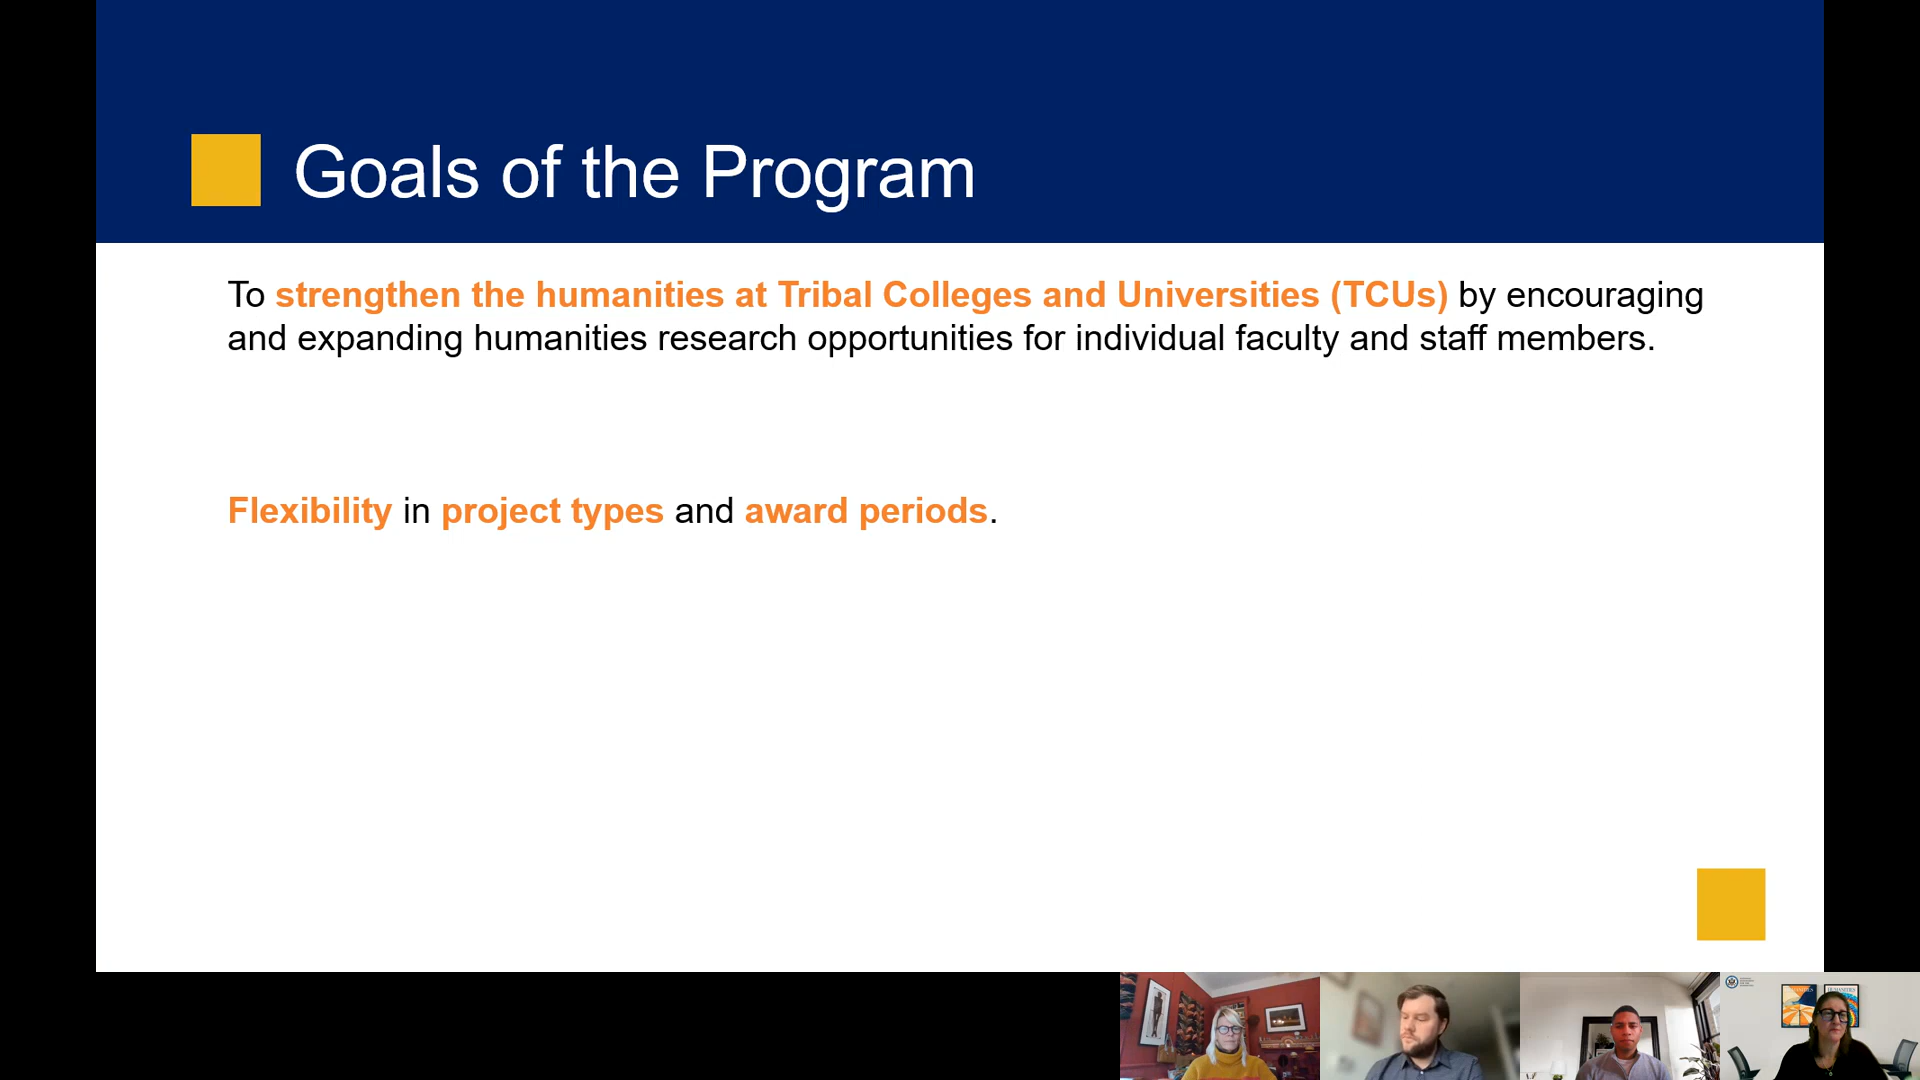 Goals of the Program
To strengthen the humanities at Tribal Colleges and Universities (TCUs) by encouraging
and expanding humanities research opportunities for individual faculty and staff members.
Flexibility in project types and award periods.